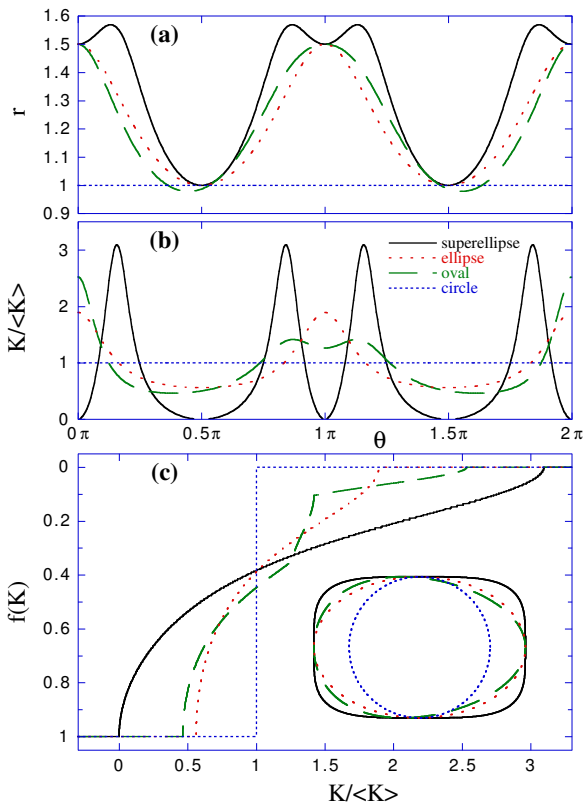 (a)
1.6
1.5
1.4
1.3
1.2
1.1
1
0.9
r
(b)
3
2
1
0
K/<K>
superellipse
ellipse
oval
circle
0π 0.5π 1π 1.5π 2π
θ
(c)
0
0.2
0.4
0.6
0.8
1
f(K)
0 0.5 1 1.5 2 2.5 3
K/<K>